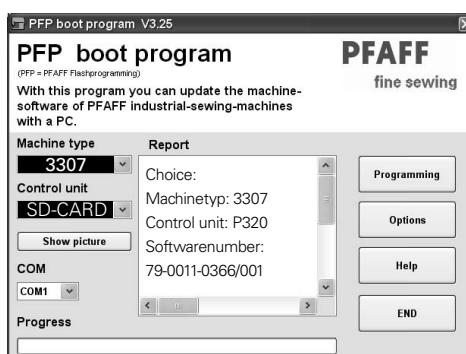 PFP boot program V3.25
PFP boot program
(PFP = PFAFF Flashprogramming)
With this program you can update the machine-
software of PFAFF industrial-sewing-machines
with a PC.
PFAFF
fine sewing
Machine type
3307
Control unit
SD-CARD
Show picture
COM
COM1
Progress
Report
Choice:
Machinetyp: 3307
Control unit: P320
Softwarenumber:
79-0011-0366/001
Programming
Options
Help
END